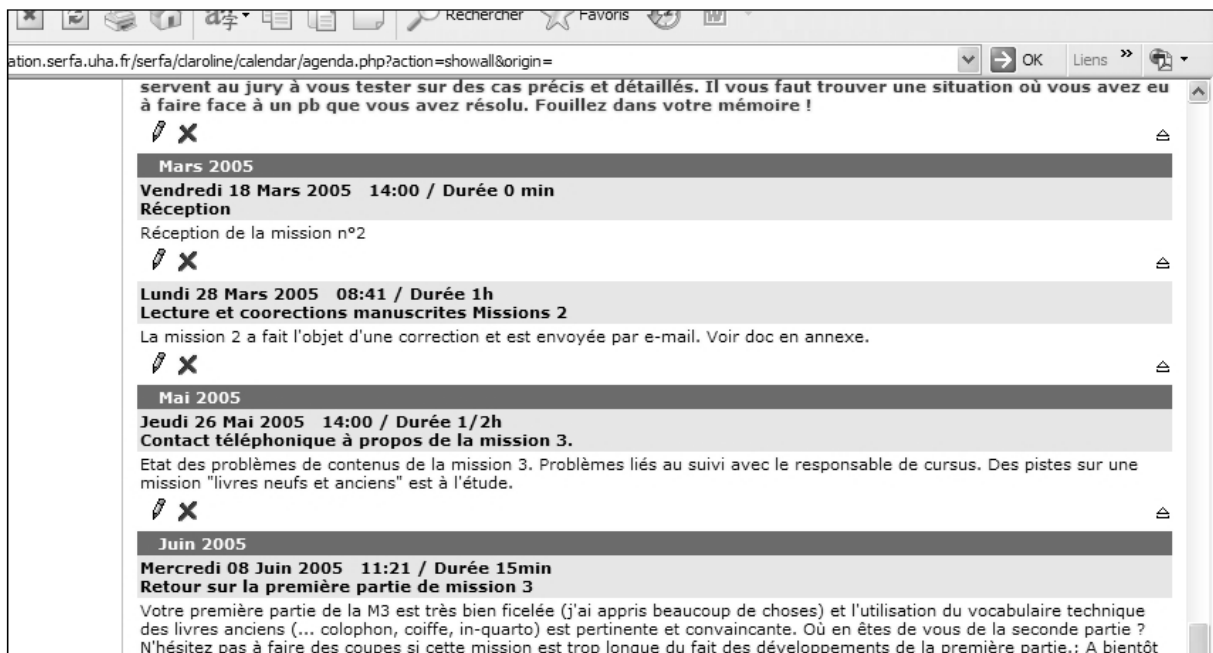 Rechercher Favoris
ation.serfa.uha.fr/serfa/claroline/calendar/agenda.php?action=showall&origin= OK Liens »
servent au jury à vous tester sur des cas précis et détaillés. Il vous faut trouver une situation où vous avez eu
à faire face à un pb que vous avez résolu. Fouillez dans votre mémoire !
Mars 2005
Vendredi 18 Mars 2005 14:00 / Durée 0 min
Réception
Réception de la mission n°2
Lundi 28 Mars 2005 08:41 / Durée 1h
Lecture et coorections manuscrites Missions 2
La mission 2 a fait l'objet d'une correction et est envoyée par e-mail. Voir doc en annexe.
Mai 2005
Jeudi 26 Mai 2005 14:00 / Durée 1/2h
Contact téléphonique à propos de la mission 3.
Etat des problèmes de contenus de la mission 3. Problèmes liés au suivi avec le responsable de cursus. Des pistes sur une
mission "livres neufs et anciens" est à l'étude.
Juin 2005
Mercredi 08 Juin 2005 11:21 / Durée 15min
Retour sur la première partie de mission 3
Votre première partie de la M3 est très bien ficelée (j'ai appris beaucoup de choses) et l'utilisation du vocabulaire technique
des livres anciens (... colophon, coiffe, in-quarto) est pertinente et convaincante. Où en êtes de vous de la seconde partie ?
N'hésitez pas à faire des coupes si cette mission est trop longue du fait des développements de la première partie.; A bientôt